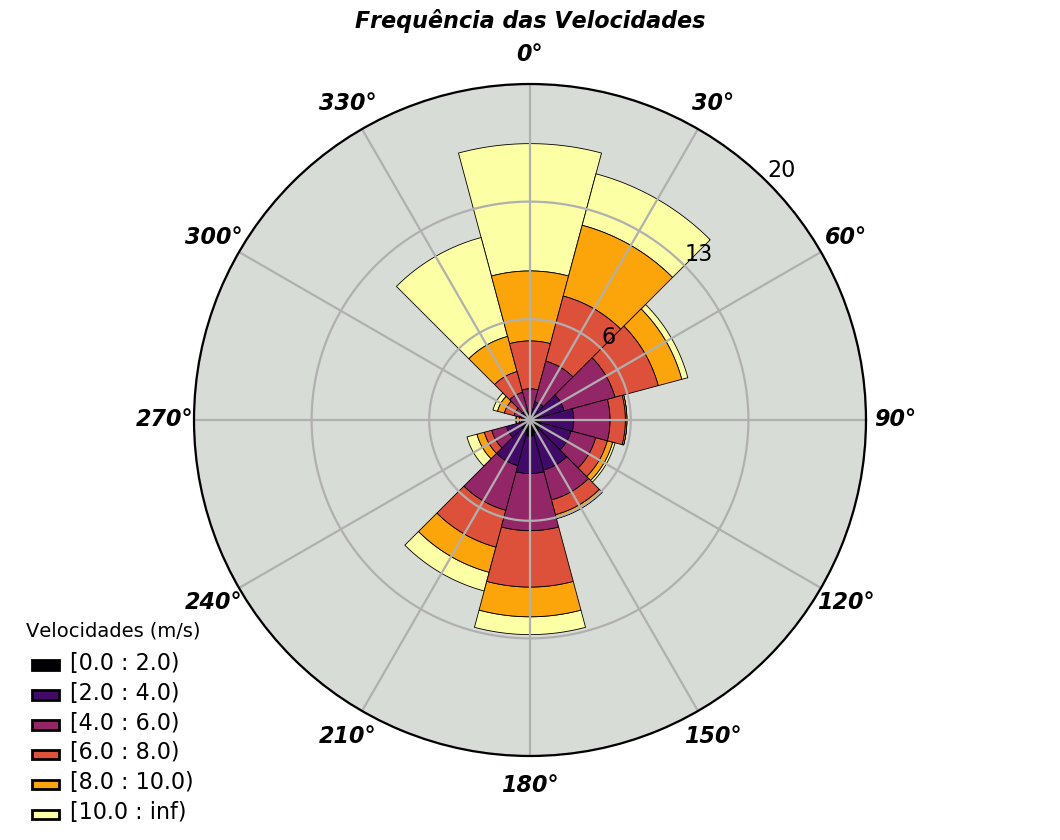 Frequência das Velocidades
0°
330°
30°
20
300°
60°
13
6
270°
90°
240°
120°
210°
150°
180°
Velocidades (m/s)
[0.0 : 2.0)
[2.0 : 4.0)
[4.0 : 6.0)
[6.0 : 8.0)
[8.0 : 10.0)
[10.0 : inf)